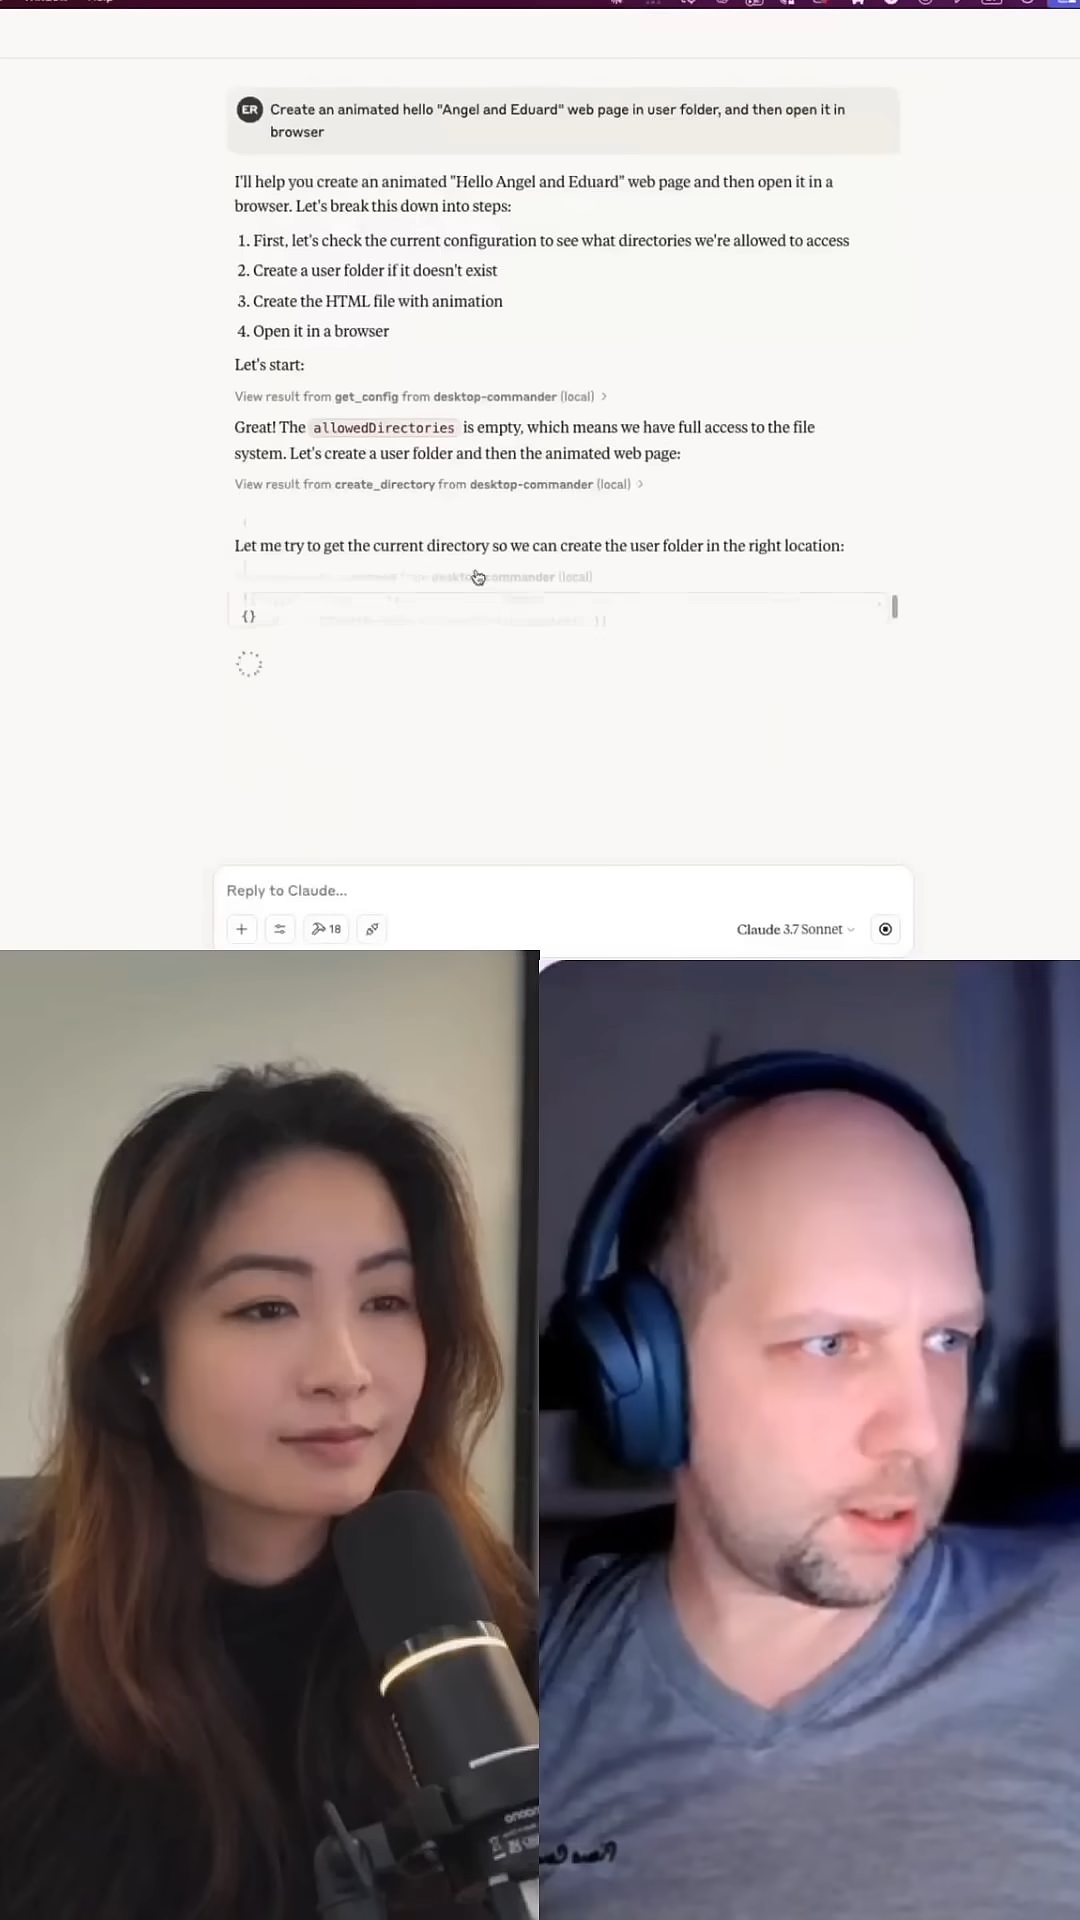 Help
ER Create an animated hello "Angel and Eduard" web page in user folder, and then open it in
browser
I'll help you create an animated "Hello Angel and Eduard" web page and then open it in a
browser. Let's break this down into steps:
1. First, let's check the current configuration to see what directories we're allowed to access
2. Create a user folder if it doesn't exist
3. Create the HTML file with animation
4. Open it in a browser
Let's start:
View result from get_config from desktop-commander (local) >
Great! The allowedDirectories is empty, which means we have full access to the file
system. Let's create a user folder and then the animated web page:
View result from create_directory from desktop-commander (local) >
Let me try to get the current directory so we can create the user folder in the right location:
commander (local)
{}
Reply to Claude...
18
Claude 3.7 Sonnet